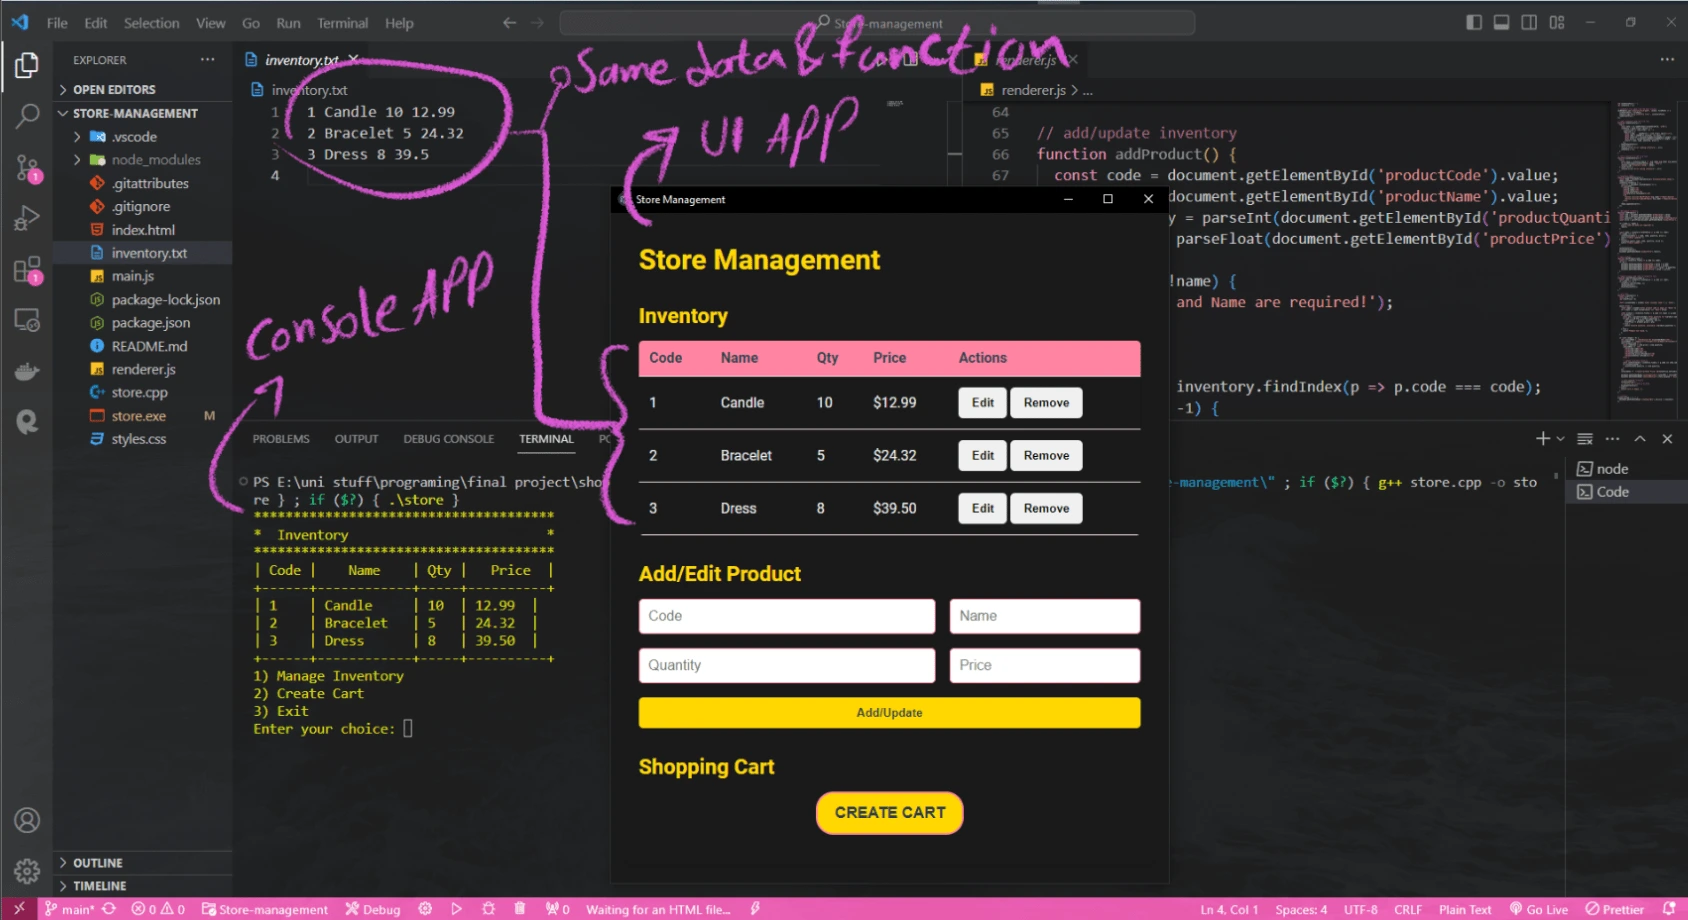 File Edit Selection View Go Run Terminal Help
Store-management
EXPLORER
OPEN EDITORS
STORE-MANAGEMENT
.vscode
node_modules
.gitattributes
.gitignore
index.html
inventory.txt
main.js
package-lock.json
package.json
README.md
renderer.js
store.cpp
store.exe M
styles.css
OUTLINE
TIMELINE
inventory.txt
inventory.txt
1 1 Candle 10 12.99
2 2 Bracelet 5 24.32
3 3 Dress 8 39.5
4
Same data & function
UI APP
Console APP
renderer.js
renderer.js > ...
64
65 // add/update inventory
66 function addProduct() {
67 const code = document.getElementById('productCode').value;
document.getElementById('productName').value;
y = parseInt(document.getElementById('productQuanti
parseFloat(document.getElementById('productPrice')
!name) {
and Name are required!');
inventory.findIndex(p => p.code === code);
-1) {
Store Management
Store Management
Inventory
Code Name Qty Price Actions
1 Candle 10 $12.99 Edit Remove
2 Bracelet 5 $24.32 Edit Remove
3 Dress 8 $39.50 Edit Remove
Add/Edit Product
Code Name
Quantity Price
Add/Update
Shopping Cart
CREATE CART
PROBLEMS OUTPUT DEBUG CONSOLE TERMINAL PO
PS E:\uni stuff\programing\final project\sho
e-management\" ; if ($?) { g++ store.cpp -o sto
re } ; if ($?) { .\store }
**************************************
* Inventory *
**************************************
| Code | Name | Qty | Price |
+------+------------+-----+----------+
| 1 | Candle | 10 | 12.99 |
| 2 | Bracelet | 5 | 24.32 |
| 3 | Dress | 8 | 39.50 |
+------+------------+-----+----------+
1) Manage Inventory
2) Create Cart
3) Exit
Enter your choice:
node
Code
1
1
main* 0 0 Store-management Debug 0 Waiting for an HTML file... Ln 4, Col 1 Spaces: 4 UTF-8 CRLF Plain Text Go Live Prettier